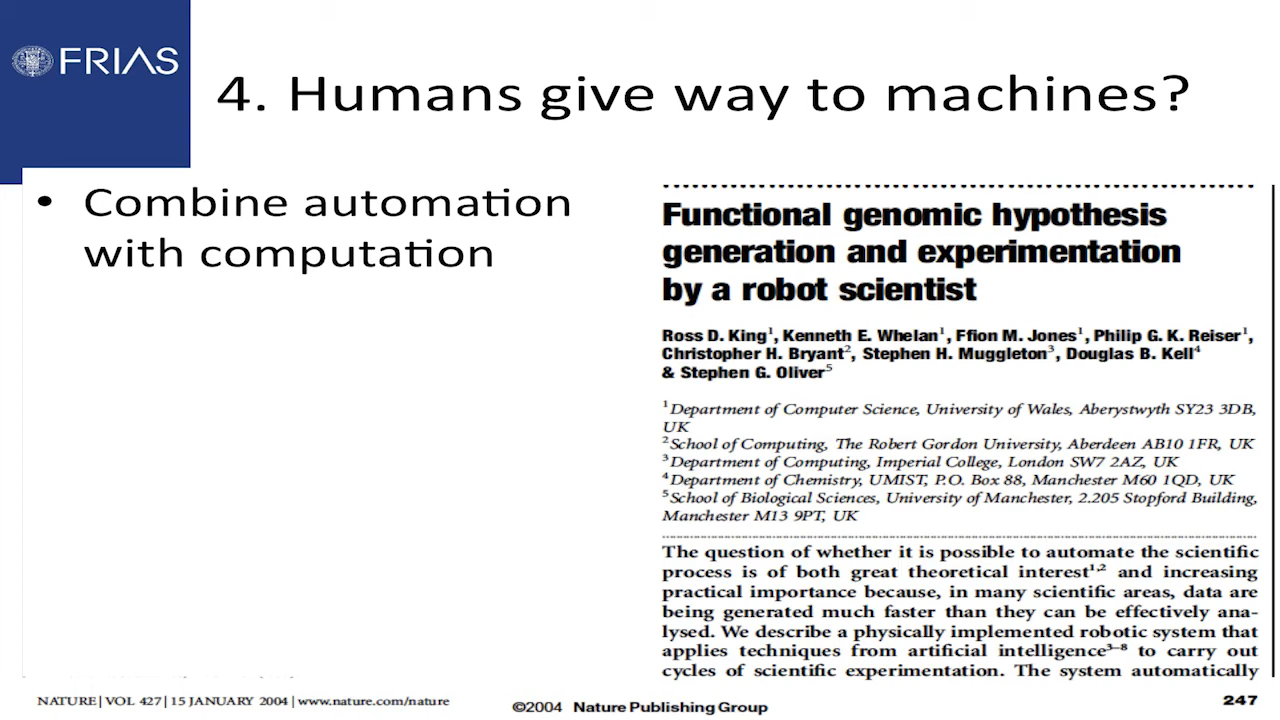 FRIAS
4. Humans give way to machines?
• Combine automation
with computation
Functional genomic hypothesis
generation and experimentation
by a robot scientist
Ross D. King¹, Kenneth E. Whelan¹, Ffion M. Jones¹, Philip G. K. Reiser¹,
Christopher H. Bryant², Stephen H. Muggleton³, Douglas B. Kell⁴
& Stephen G. Oliver⁵
¹Department of Computer Science, University of Wales, Aberystwyth SY23 3DB,
UK
²School of Computing, The Robert Gordon University, Aberdeen AB10 1FR, UK
³Department of Computing, Imperial College, London SW7 2AZ, UK
⁴Department of Chemistry, UMIST, P.O. Box 88, Manchester M60 1QD, UK
⁵School of Biological Sciences, University of Manchester, 2.205 Stopford Building,
Manchester M13 9PT, UK
The question of whether it is possible to automate the scientific
process is of both great theoretical interest¹,² and increasing
practical importance because, in many scientific areas, data are
being generated much faster than they can be effectively ana-
lysed. We describe a physically implemented robotic system that
applies techniques from artificial intelligence³⁻⁸ to carry out
cycles of scientific experimentation. The system automatically
NATURE | VOL 427 | 15 JANUARY 2004 | www.nature.com/nature
©2004 Nature Publishing Group
247